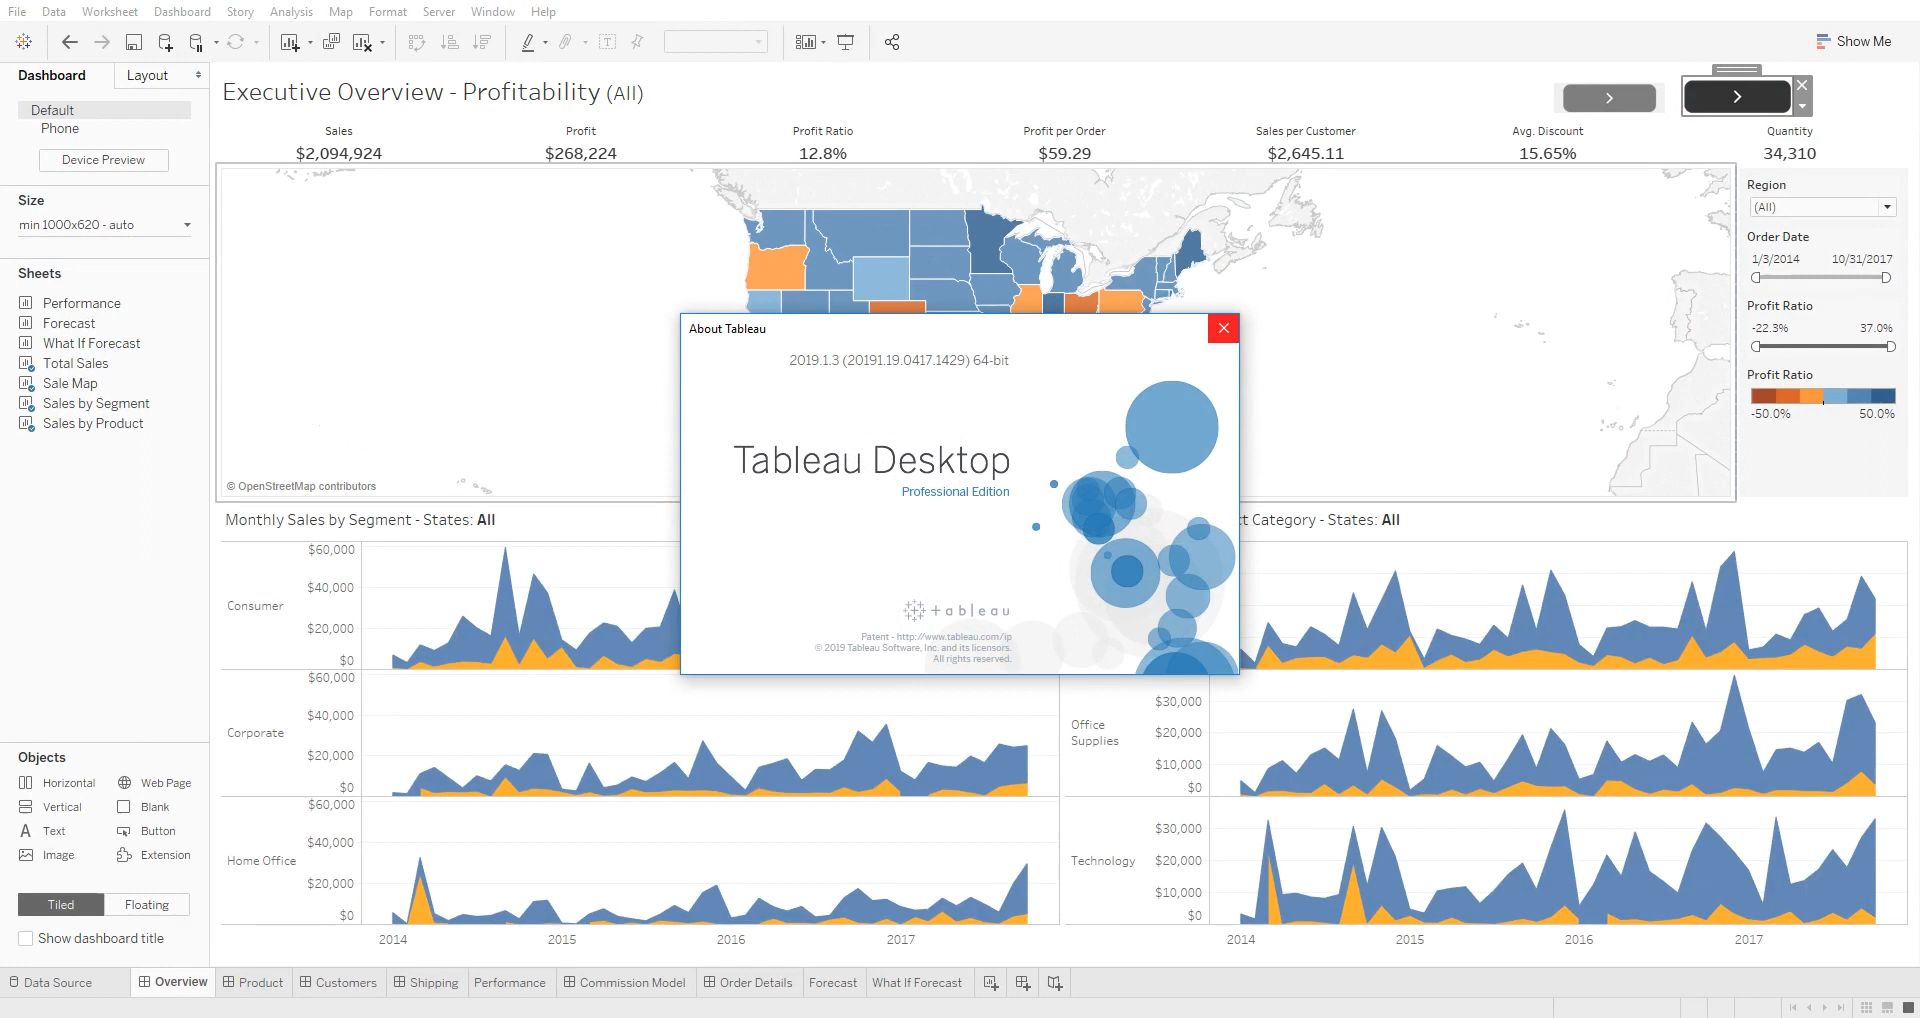 File Data Worksheet Dashboard Story Analysis Map Format Server Window Help
Show Me
Dashboard Layout
Default
Phone
Device Preview
Size
min 1000x620 - auto
Sheets
Performance
Forecast
What If Forecast
Total Sales
Sale Map
Sales by Segment
Sales by Product
Objects
Horizontal Web Page
Vertical Blank
Text Button
Image Extension
Tiled Floating
Show dashboard title
Executive Overview - Profitability (All)
Sales Profit Profit Ratio Profit per Order Sales per Customer Avg. Discount Quantity
$2,094,924 $268,224 12.8% $59.29 $2,645.11 15.65% 34,310
© OpenStreetMap contributors
Region
(All)
Order Date
1/3/2014 10/31/2017
Profit Ratio
-22.3% 37.0%
Profit Ratio
-50.0% 50.0%
About Tableau
2019.1.3 (20191.19.0417.1429) 64-bit
Tableau Desktop
Professional Edition
+ableau
Patent - http://www.tableau.com/ip
© 2019 Tableau Software, Inc. and its licensors.
All rights reserved.
Monthly Sales by Segment - States: All
Consumer
$60,000
$40,000
$20,000
$0
Corporate
$60,000
$40,000
$20,000
$0
Home Office
$60,000
$40,000
$20,000
$0
2014 2015 2016 2017
ct Category - States: All
Office
Supplies
$30,000
$20,000
$10,000
$0
Technology
$30,000
$20,000
$10,000
$0
2014 2015 2016 2017
Data Source Overview Product Customers Shipping Performance Commission Model Order Details Forecast What If Forecast